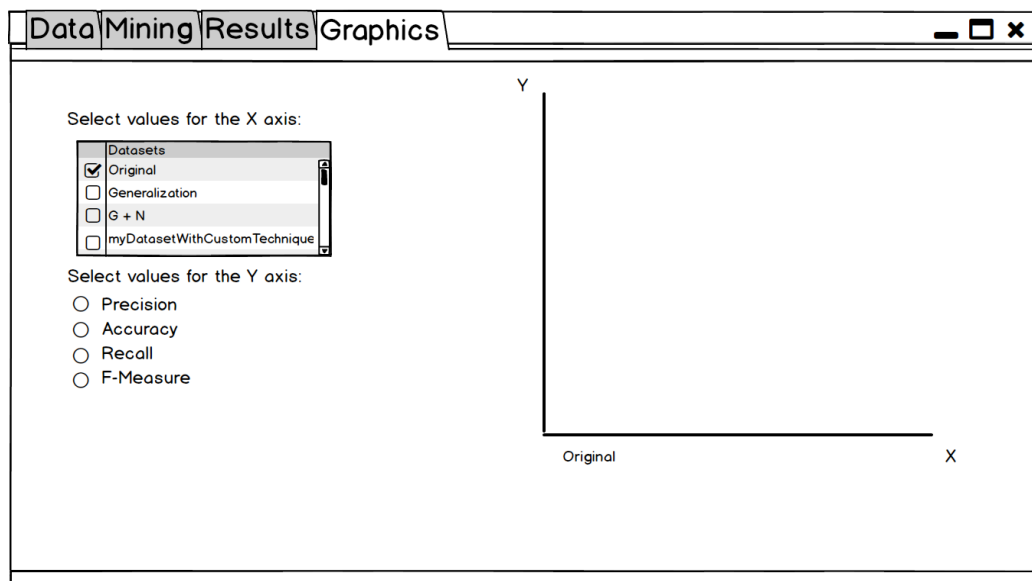 Data Mining Results Graphics
Select values for the X axis:
Datasets
Original
Generalization
G + N
myDatasetWithCustomTechnique
Select values for the Y axis:
Precision
Accuracy
Recall
F-Measure
Y
Original
X